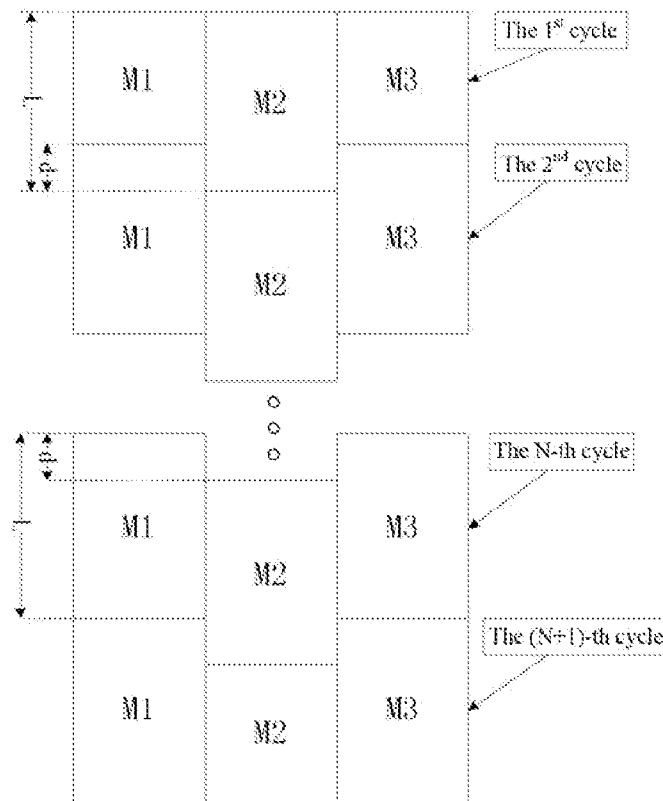 The 1st cycle
M1
M2
M3
L
d
The 2nd cycle
M1
M2
M3
The N-th cycle
d
L
M1
M2
M3
The (N+1)-th cycle
M1
M2
M3